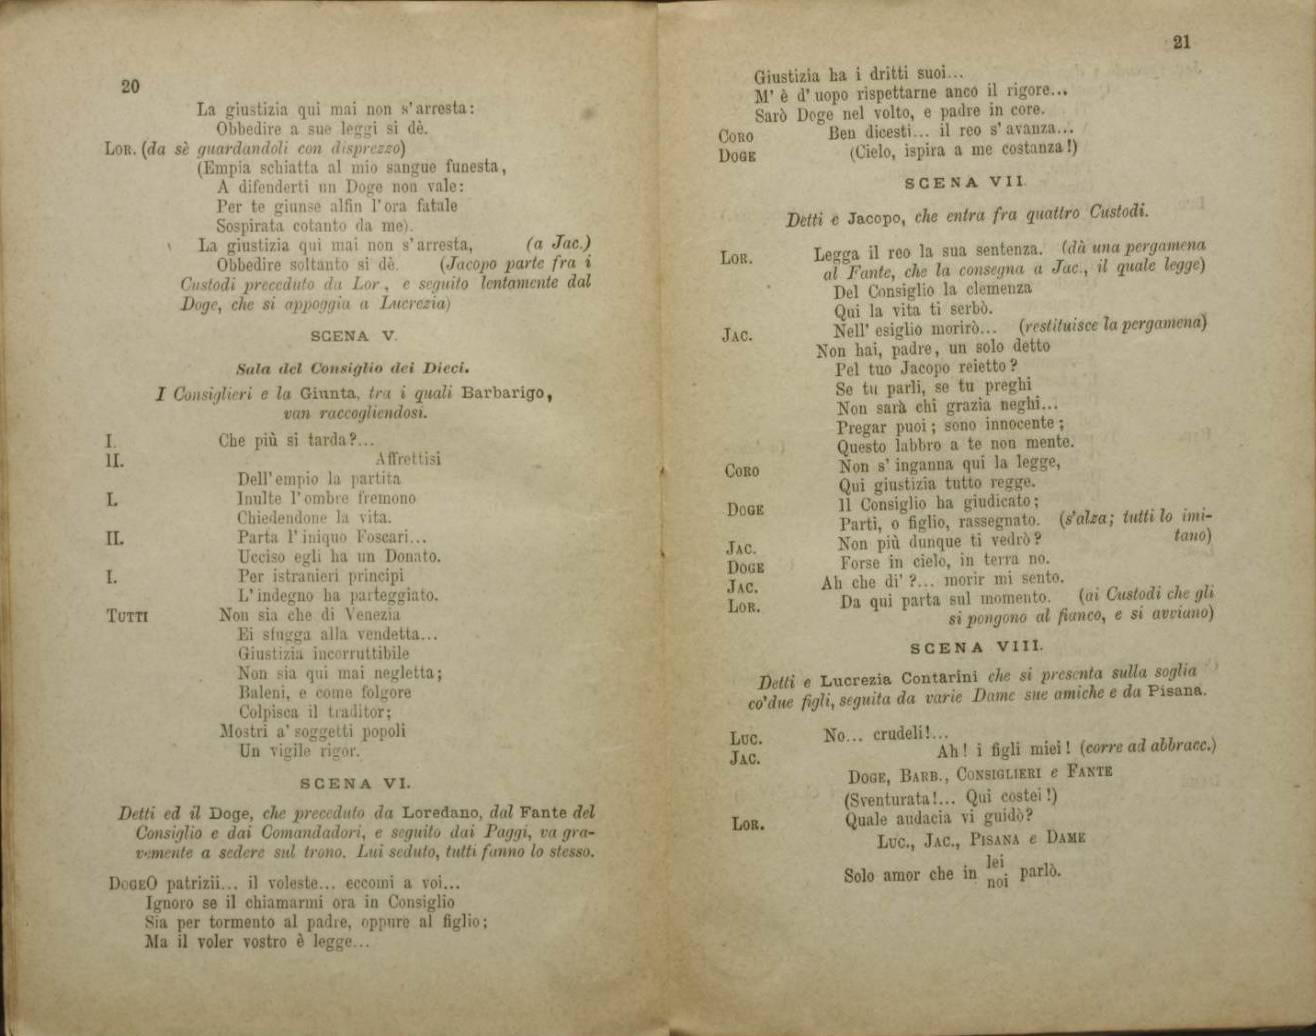 20
La giustizia qui mai non s'arresta:
Obbedire a sue leggi si dè.
LOR. (da sè guardandoli con disprezzo)
(Empia schiatta al mio sangue funesta,
A difenderti un Doge non vale:
Per te giunse alfin l'ora fatale
Sospirata cotanto da me).
La giustizia qui mai non s'arresta, (a Jac.)
Obbedire soltanto si dè. (Jacopo parte fra i
Custodi preceduto da Lor, e seguito lentamente dal
Doge, che si appoggia a Lucrezia)
SCENA V.
Sala del Consiglio dei Dieci.
I Consiglieri e la Giunta, tra i quali Barbarigo,
van raccogliendosi.
I. Che più si tarda?...
II. Affrettisi
Dell'empio la partita
I. Inulte l'ombre fremono
Chiedendone la vita.
II. Parta l'iniquo Foscari...
Ucciso egli ha un Donato.
I. Per istranieri principi
L'indegno ha parteggiato.
TUTTI Non sia che di Venezia
Ei sfugga alla vendetta...
Giustizia incorruttibile
Non sia qui mai negletta;
Baleni, e come folgore
Colpisca il traditor;
Mostri a' soggetti popoli
Un vigile rigor.
SCENA VI.
Detti ed il Doge, che preceduto da Loredano, dal Fante del
Consiglio e dai Comandadori, e seguito dai Paggi, va gra-
vemente a sedere sul trono. Lui seduto, tutti fanno lo stesso.
DOGE O patrizii... il voleste... eccomi a voi...
Ignoro se il chiamarmi ora in Consiglio
Sia per tormento al padre, oppure al figlio;
Ma il voler vostro è legge...
21
Giustizia ha i dritti suoi...
M'è d'uopo rispettarne anco il rigore...
Sarò Doge nel volto, e padre in core.
CORO Ben dicesti... il reo s'avanza...
DOGE (Cielo, ispira a me costanza!)
SCENA VII.
Detti e Jacopo, che entra fra quattro Custodi.
LOR. Legga il reo la sua sentenza. (dà una pergamena
al Fante, che la consegna a Jac., il quale legge)
Del Consiglio la clemenza
Qui la vita ti serbò.
JAC. Nell'esiglio morirò... (restituisce la pergamena)
Non hai, padre, un solo detto
Pel tuo Jacopo reietto?
Se tu parli, se tu preghi
Non sarà chi grazia neghi...
Pregar puoi; sono innocente;
Questo labbro a te non mente.
CORO Non s'inganna qui la legge,
Qui giustizia tutto regge.
DOGE Il Consiglio ha giudicato;
Parti, o figlio, rassegnato. (s'alza; tutti lo imi-
JAC. Non più dunque ti vedrò? tano)
DOGE Forse in cielo, in terra no.
JAC. Ah che di'?... morir mi sento.
LOR. Da qui parta sul momento. (ai Custodi che gli
si pongono al fianco, e si avviano)
SCENA VIII.
Detti e Lucrezia Contarini che si presenta sulla soglia
co'due figli, seguita da varie Dame sue amiche e da Pisana.
LUC. No... crudeli!...
JAC. Ah! i figli miei! (corre ad abbracc.)
DOGE, BARB., CONSIGLIERI e FANTE
(Sventurata!... Qui costei!)
LOR. Quale audacia vi guidò?
LUC., JAC., PISANA e DAME
lei
Solo amor che in noi parlò.